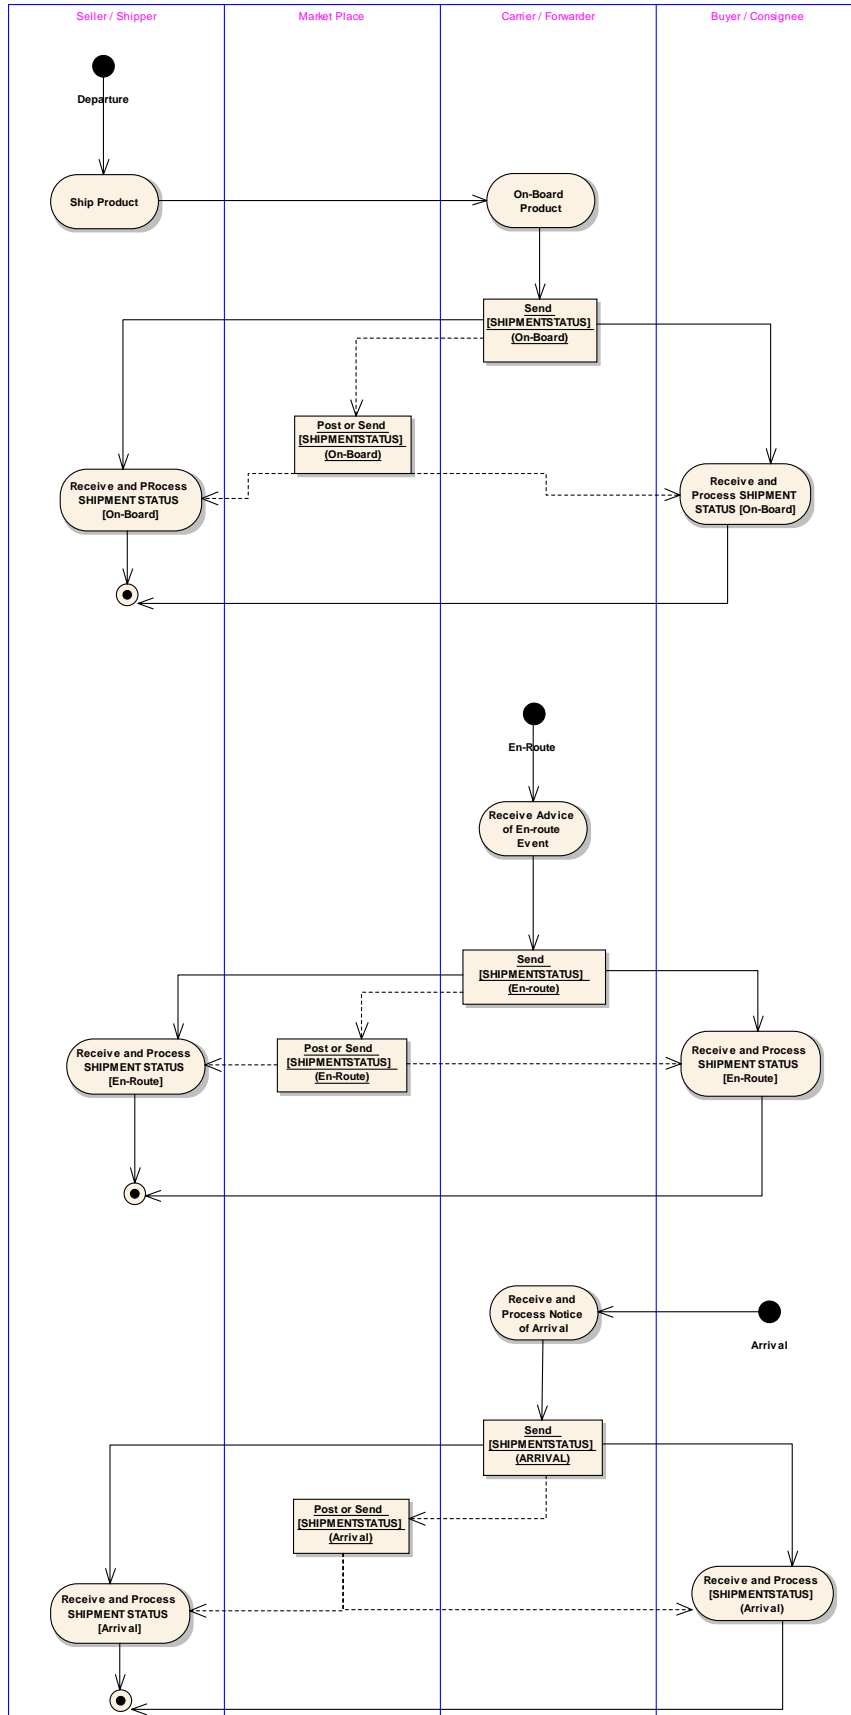 Seller / Shipper
Market Place
Carrier / Forwarder
Buyer / Consignee
Departure
Ship Product
On-Board
Product
Send
[SHIPMENTSTATUS]
(On-Board)
Post or Send
[SHIPMENTSTATUS]
(On-Board)
Receive and PRocess
SHIPMENT STATUS
[On-Board]
Receive and
Process SHIPMENT
STATUS [On-Board]
En-Route
Receive Advice
of En-route
Event
Send
[SHIPMENTSTATUS]
(En-route)
Receive and Process
SHIPMENT STATUS
[En-Route]
Post or Send
[SHIPMENTSTATUS]
(En-Route)
Receive and Process
SHIPMENT STATUS
[En-Route]
Receive and
Process Notice
of Arrival
Arrival
Send
[SHIPMENTSTATUS]
(ARRIVAL)
Post or Send
[SHIPMENTSTATUS]
(Arrival)
Receive and Process
SHIPMENT STATUS
[Arrival]
Receive and Process
[SHIPMENTSTATUS]
(Arrival)